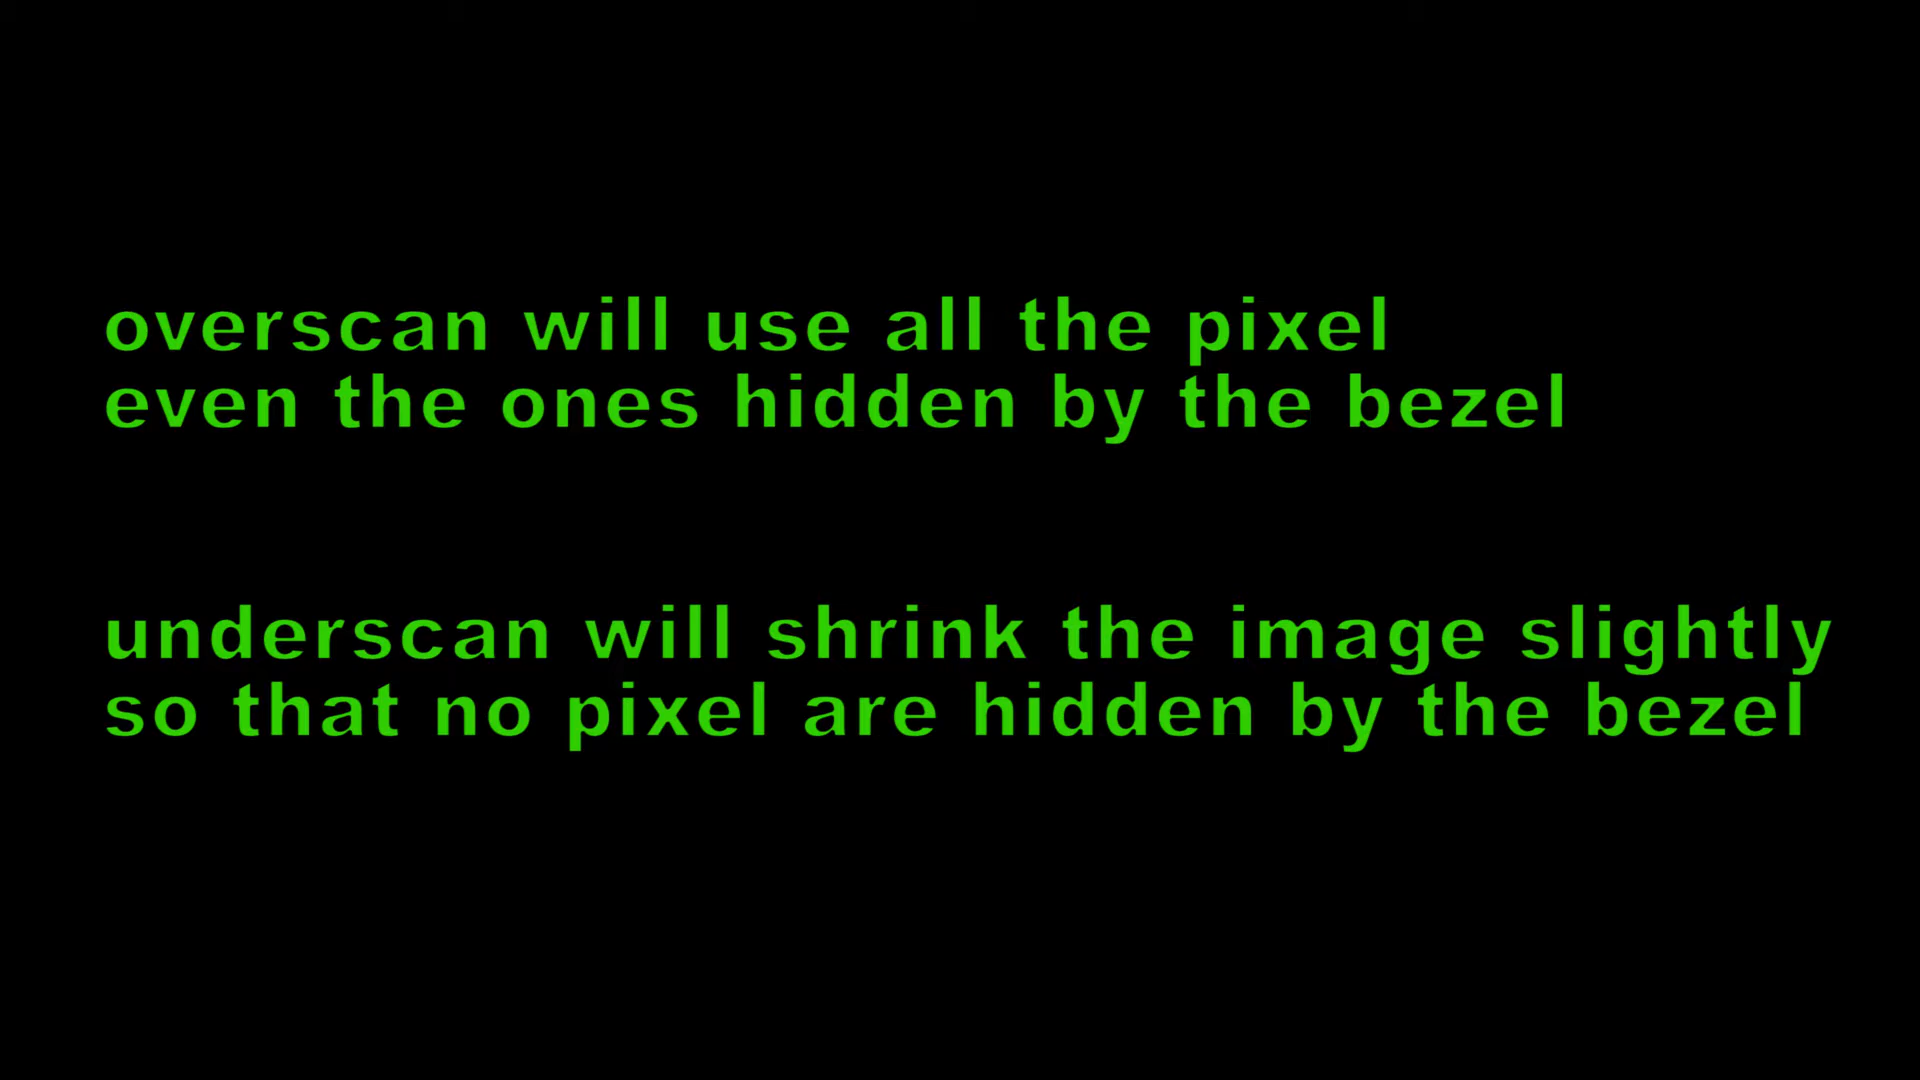 overscan will use all the pixel
even the ones hidden by the bezel
underscan will shrink the image slightly
so that no pixel are hidden by the bezel